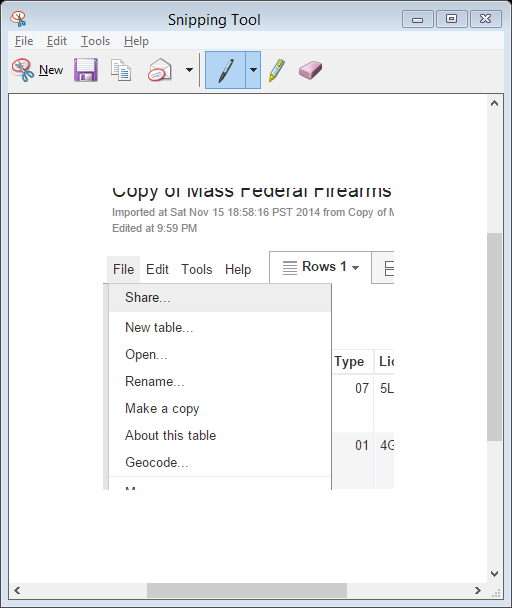 Snipping Tool
File Edit Tools Help
New
Copy of Mass Federal Firearms
Imported at Sat Nov 15 18:58:16 PST 2014 from Copy of M
Edited at 9:59 PM
File Edit Tools Help Rows 1
Share...
New table...
Open...
Rename...
Type Lic
07 5L
Make a copy
About this table
01 4G
Geocode...